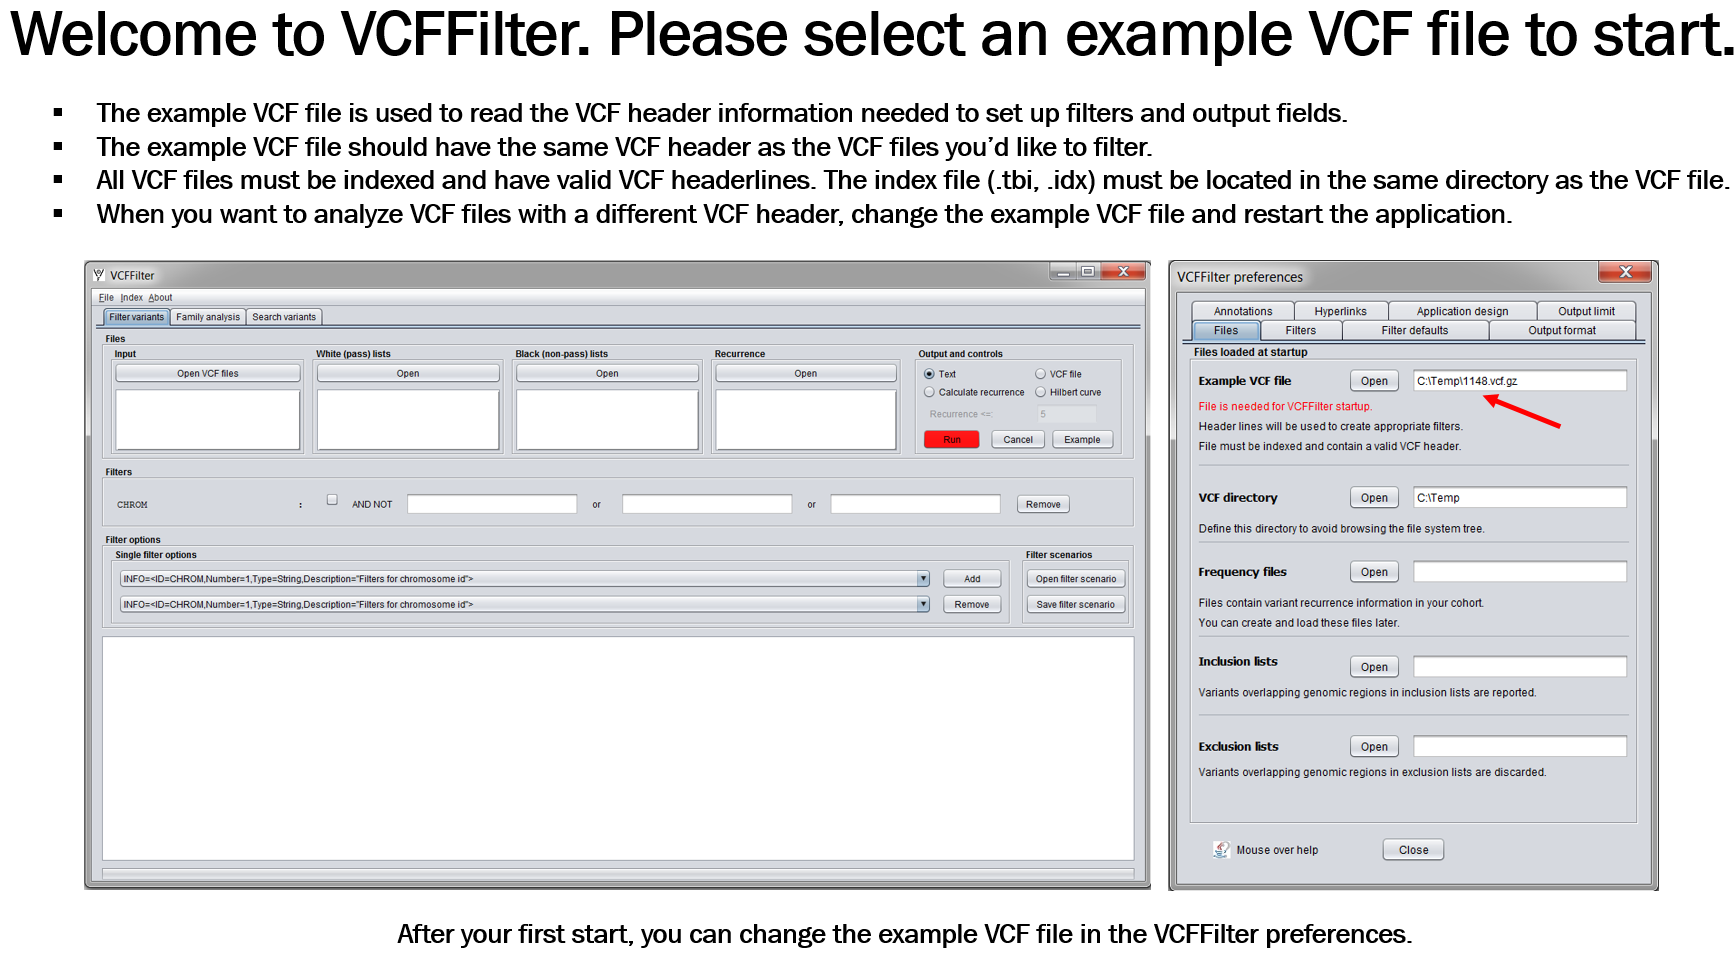 Welcome to VCFFilter. Please select an example VCF file to start.
▪ The example VCF file is used to read the VCF header information needed to set up filters and output fields.
▪ The example VCF file should have the same VCF header as the VCF files you’d like to filter.
▪ All VCF files must be indexed and have valid VCF headerlines. The index file (.tbi, .idx) must be located in the same directory as the VCF file.
▪ When you want to analyze VCF files with a different VCF header, change the example VCF file and restart the application.
VCFFilter
File Index About
Filter variants Family analysis Search variants
Files
Input White (pass) lists Black (non-pass) lists Recurrence Output and controls
Open VCF files Open Open Open Text VCF file
Calculate recurrence Hilbert curve
Recurrence <=: 5
Run Cancel Example
Filters
CHROM : AND NOT or or Remove
Filter options
Single filter options Filter scenarios
INFO=<ID=CHROM,Number=1,Type=String,Description="Filters for chromosome id"> Add Open filter scenario
INFO=<ID=CHROM,Number=1,Type=String,Description="Filters for chromosome id"> Remove Save filter scenario
VCFFilter preferences
Annotations Hyperlinks Application design Output limit
Files Filters Filter defaults Output format
Files loaded at startup
Example VCF file Open C:\Temp\1148.vcf.gz
File is needed for VCFFilter startup.
Header lines will be used to create appropriate filters.
File must be indexed and contain a valid VCF header.
VCF directory Open C:\Temp
Define this directory to avoid browsing the file system tree.
Frequency files Open
Files contain variant recurrence information in your cohort.
You can create and load these files later.
Inclusion lists Open
Variants overlapping genomic regions in inclusion lists are reported.
Exclusion lists Open
Variants overlapping genomic regions in exclusion lists are discarded.
Mouse over help Close
After your first start, you can change the example VCF file in the VCFFilter preferences.